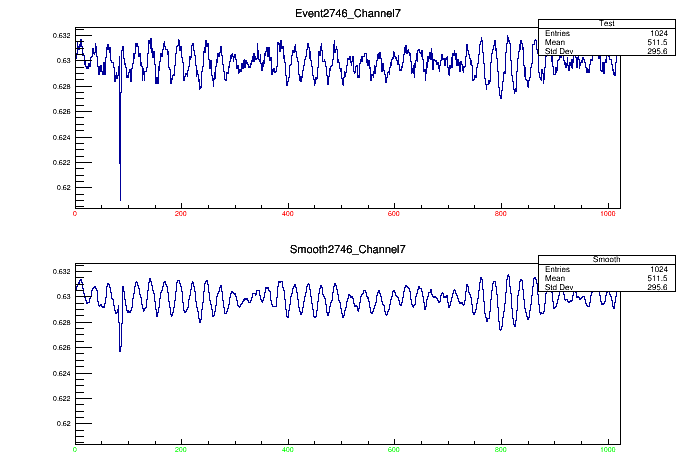 Event2746_Channel7
Test
Entries 1024
Mean 511.5
Std Dev 295.6
0.632
0.63
0.628
0.626
0.624
0.622
0.62
0 200 400 600 800 1000
Smooth2746_Channel7
Smooth
Entries 1024
Mean 511.5
Std Dev 295.6
0.632
0.63
0.628
0.626
0.624
0.622
0.62
0 200 400 600 800 1000